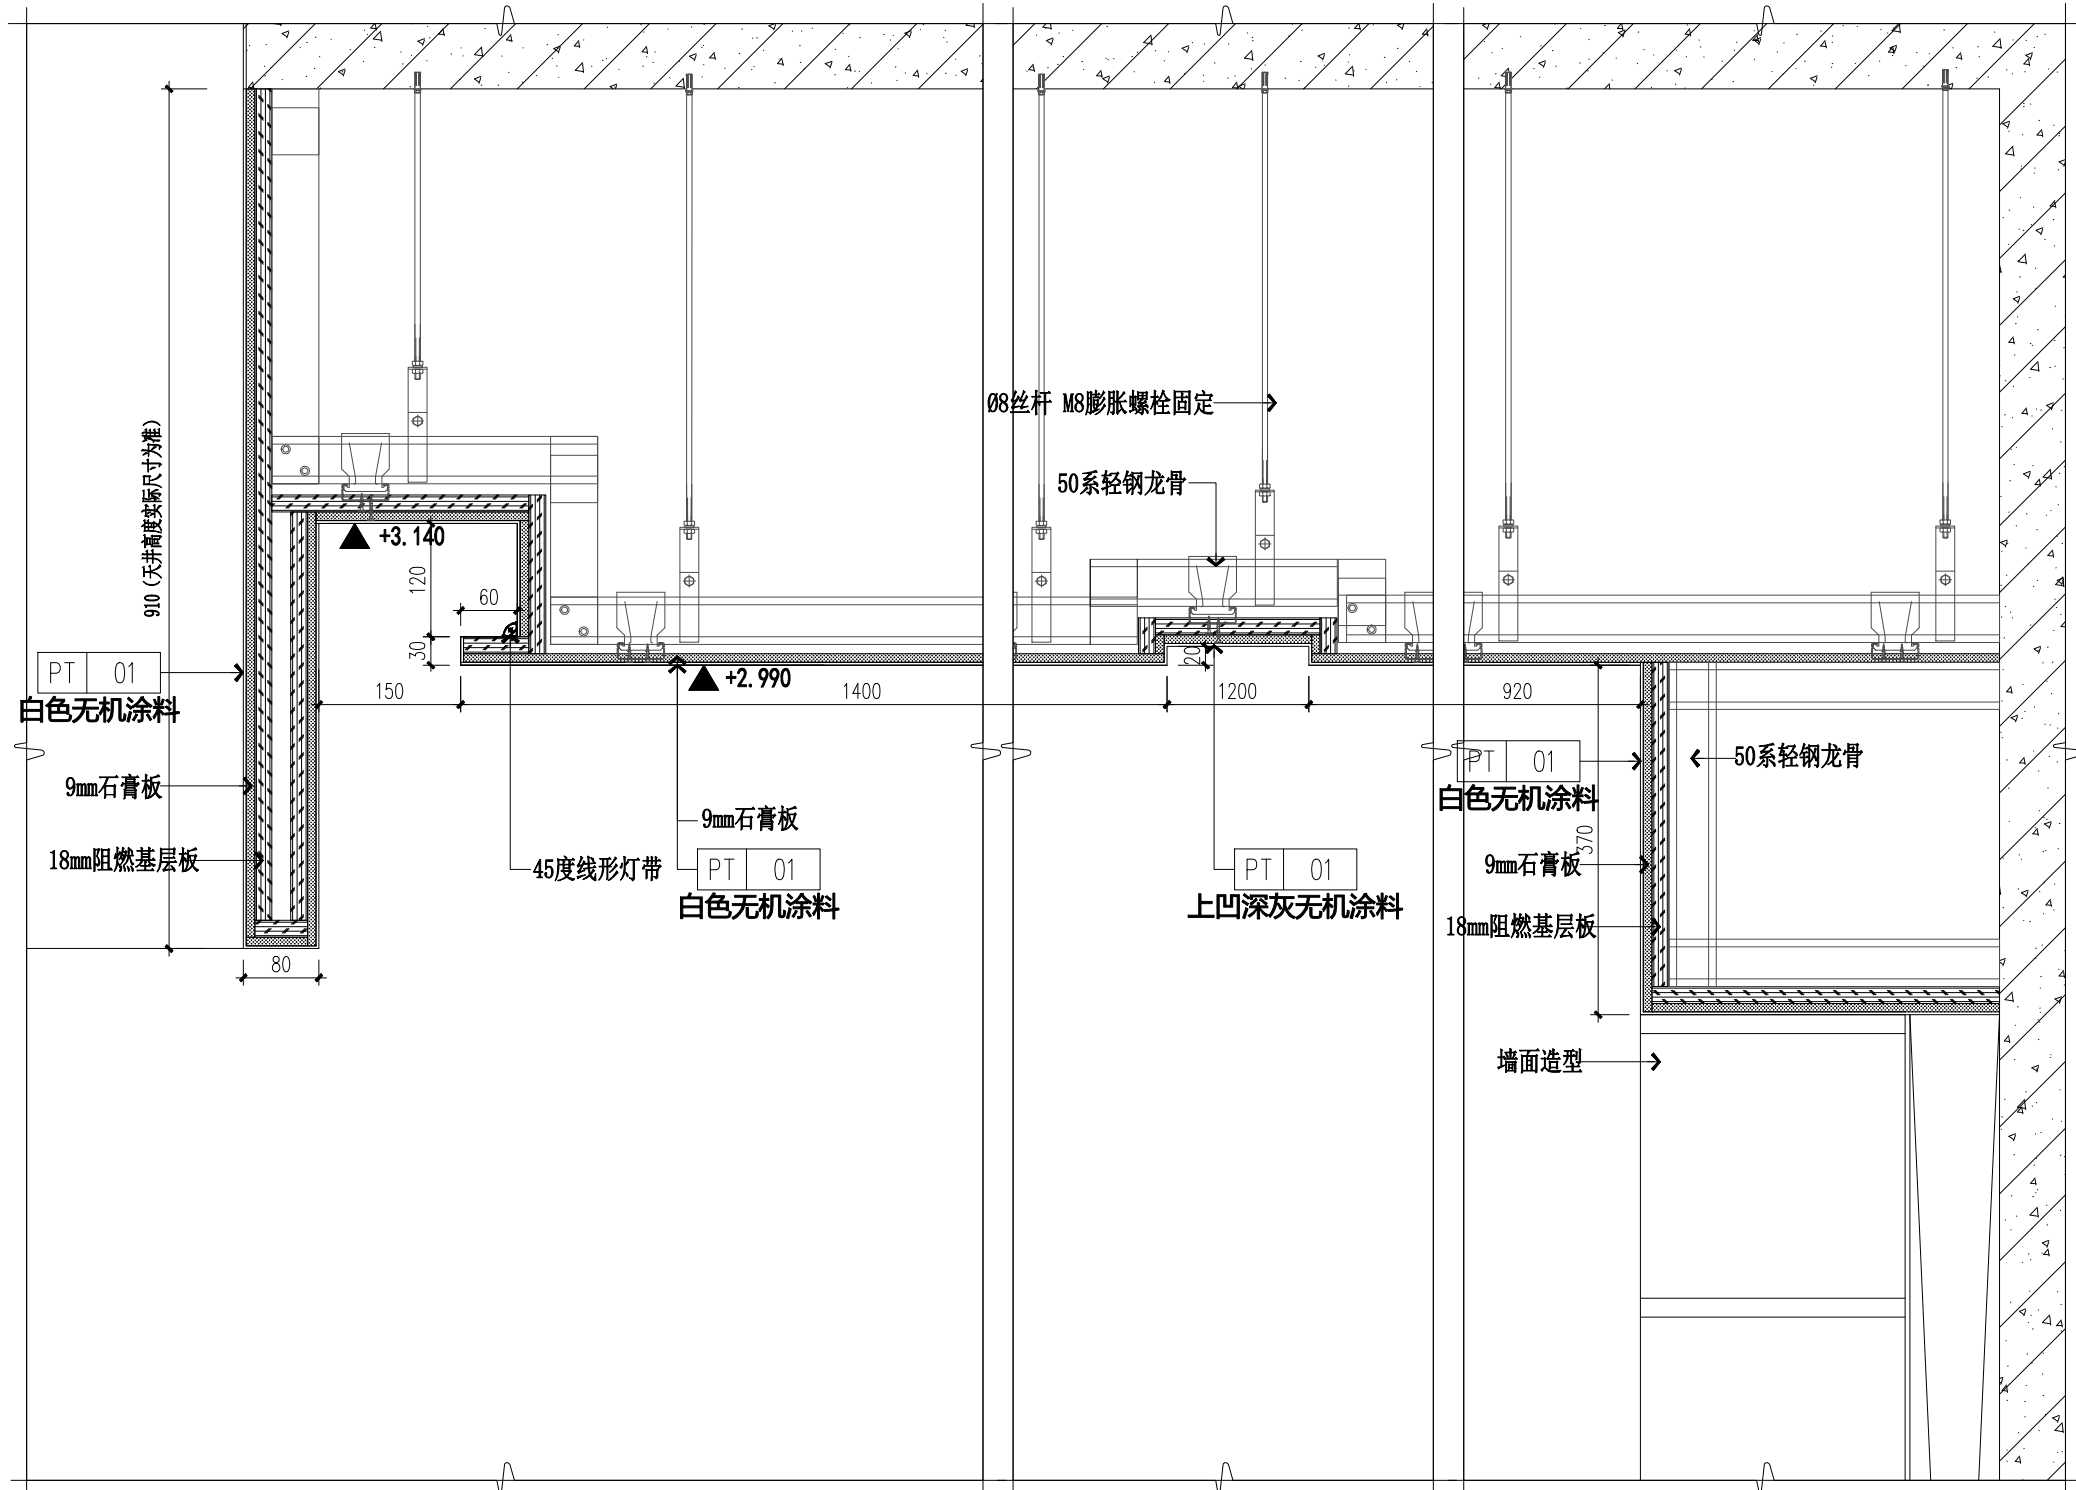 Ø8丝杆 M8膨胀螺栓固定
50系轻钢龙骨
910（天井高度实际尺寸为准）
+3.140
120
60
30
20
+2.990
PT 01
白色无机涂料
150
1400
1200
920
PT 01
白色无机涂料
50系轻钢龙骨
9mm石膏板
9mm石膏板
370
18mm阻燃基层板
45度线形灯带
PT 01
白色无机涂料
PT 01
上凹深灰无机涂料
9mm石膏板
18mm阻燃基层板
80
墙面造型